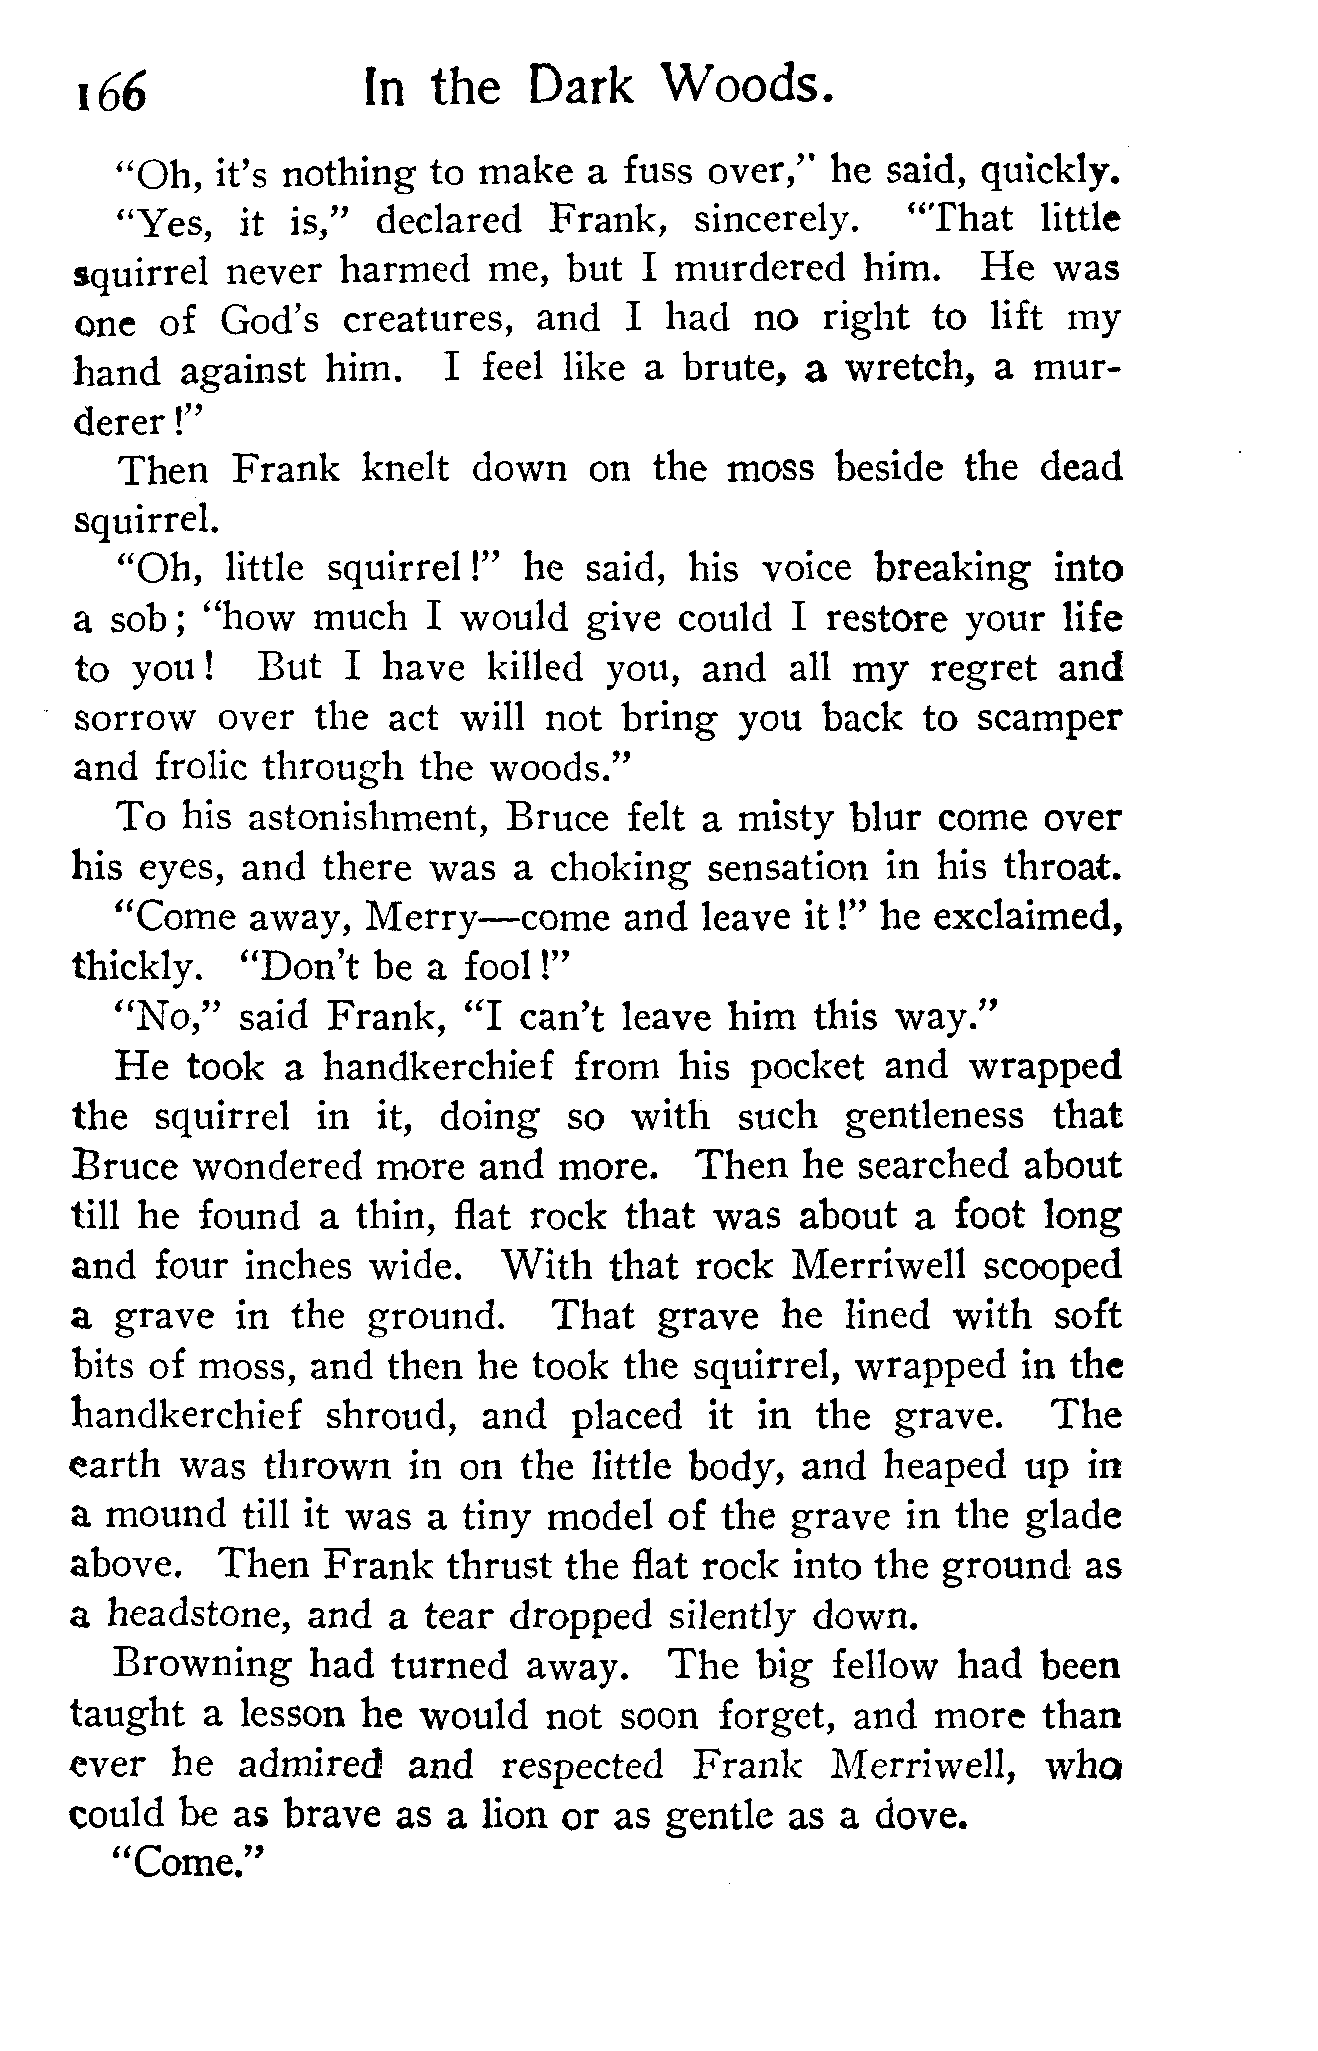 166 In the Dark Woods.
“Oh, it’s nothing to make a fuss over,” he said, quickly.
“Yes, it is,” declared Frank, sincerely. “That little
squirrel never harmed me, but I murdered him. He was
one of God’s creatures, and I had no right to lift my
hand against him. I feel like a brute, a wretch, a mur-
derer!”
Then Frank knelt down on the moss beside the dead
squirrel.
“Oh, little squirrel!” he said, his voice breaking into
a sob; “how much I would give could I restore your life
to you! But I have killed you, and all my regret and
sorrow over the act will not bring you back to scamper
and frolic through the woods.”
To his astonishment, Bruce felt a misty blur come over
his eyes, and there was a choking sensation in his throat.
“Come away, Merry—come and leave it!” he exclaimed,
thickly. “Don’t be a fool!”
“No,” said Frank, “I can’t leave him this way.”
He took a handkerchief from his pocket and wrapped
the squirrel in it, doing so with such gentleness that
Bruce wondered more and more. Then he searched about
till he found a thin, flat rock that was about a foot long
and four inches wide. With that rock Merriwell scooped
a grave in the ground. That grave he lined with soft
bits of moss, and then he took the squirrel, wrapped in the
handkerchief shroud, and placed it in the grave. The
earth was thrown in on the little body, and heaped up in
a mound till it was a tiny model of the grave in the glade
above. Then Frank thrust the flat rock into the ground as
a headstone, and a tear dropped silently down.
Browning had turned away. The big fellow had been
taught a lesson he would not soon forget, and more than
ever he admired and respected Frank Merriwell, who
could be as brave as a lion or as gentle as a dove.
“Come.”